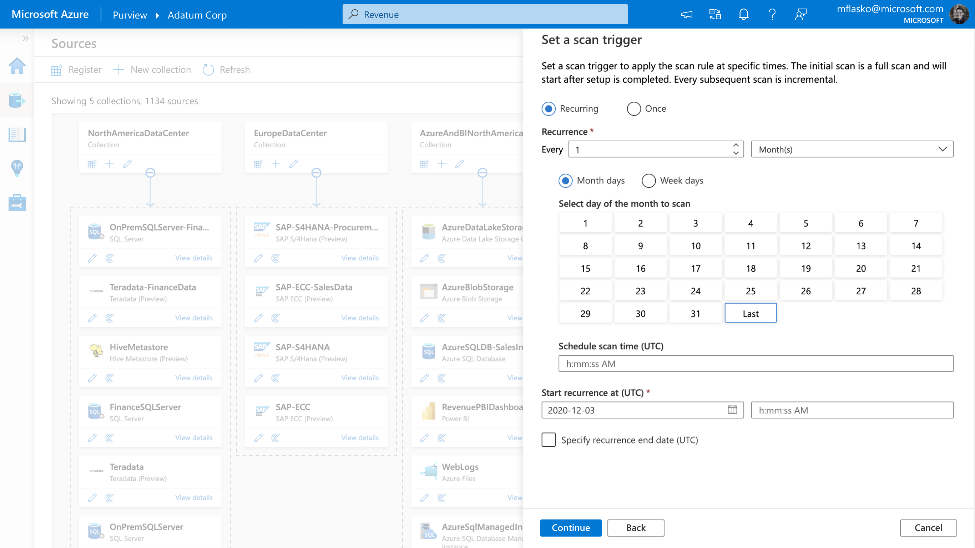 Microsoft Azure
Purview
Adatum Corp
Revenue
mflasko@microsoft.com
MICROSOFT
Sources
Register
New collection
Refresh
Showing 5 collections, 1134 sources
NorthAmericaDataCenter
Collection
EuropeDataCenter
Collection
AzureAndBINorthAmerica
Collection
OnPremSQLServer-Fina...
SQL Server
View details
SAP-S4HANA-Procurem...
SAP S/4Hana (Preview)
View details
AzureDataLakeStorag
Azure Data Lake Storage G
View
Teradata-FinanceData
Teradata (Preview)
View details
SAP-ECC-SalesData
SAP ECC (Preview)
View details
AzureBlobStorage
Azure Blob Storage
View
HiveMetastore
Hive Metastore (Preview)
View details
SAP-S4HANA
SAP S/4Hana (Preview)
View details
AzureSQLDB-SalesIn
Azure SQL Database
View
FinanceSQLServer
SQL Server
View details
SAP-ECC
SAP ECC (Preview)
View details
RevenuePBIDashboa
Power BI
View
Teradata
Teradata (Preview)
View details
WebLogs
Azure Files
View
OnPremSQLServer
SQL Server
AzureSqlManagedIn
Azure SQL Database Man
Instance
Set a scan trigger
Set a scan trigger to apply the scan rule at specific times. The initial scan is a full scan and will
start after setup is completed. Every subsequent scan is incremental.
Recurring
Once
Recurrence *
Every 1
Month(s)
Month days
Week days
Select day of the month to scan
1 2 3 4 5 6 7
8 9 10 11 12 13 14
15 16 17 18 19 20 21
22 23 24 25 26 27 28
29 30 31 Last
Schedule scan time (UTC)
h:mm:ss AM
Start recurrence at (UTC) *
2020-12-03
h:mm:ss AM
Specify recurrence end date (UTC)
Continue
Back
Cancel